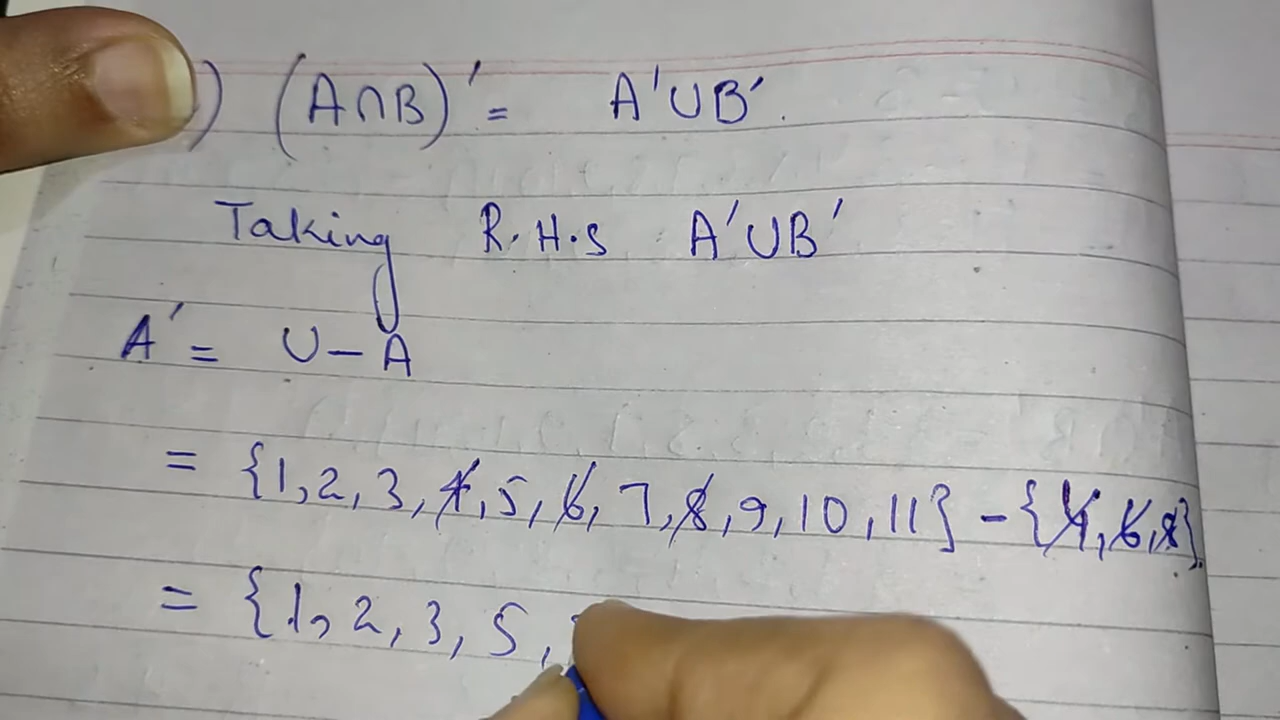 ) (A∩B)' = A'∪B'.
Taking R.H.S A'∪B'
A' = U - A
= {1, 2, 3, 4, 5, 6, 7, 8, 9, 10, 11} - {4, 6, 8}
= {1, 2, 3, 5,